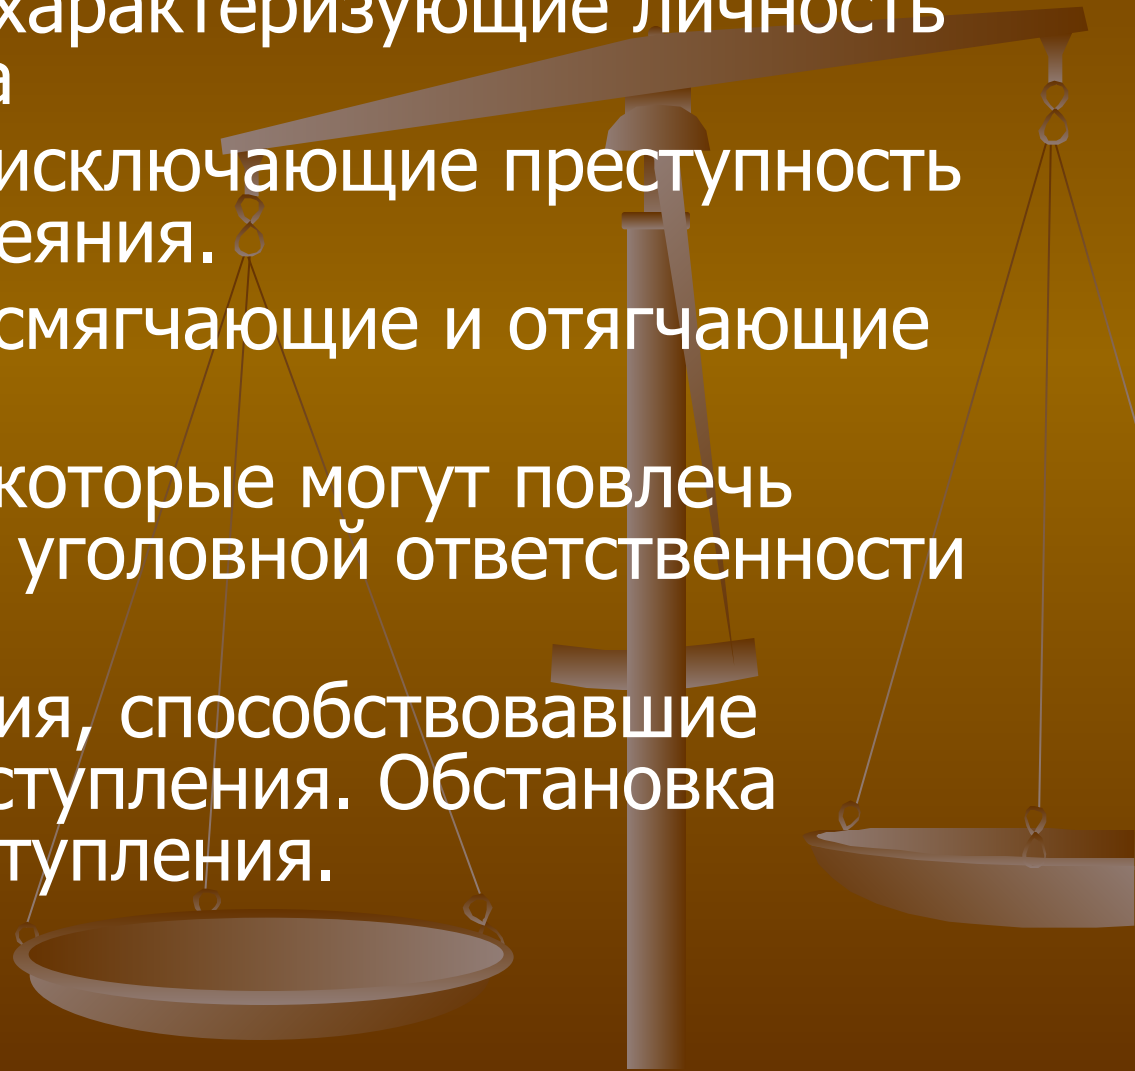 характеризующие личность
а
исключающие преступность
еяния.
смягчающие и отягчающие
которые могут повлечь
уголовной ответственности
ия, способствовавшие
ступления. Обстановка
тупления.